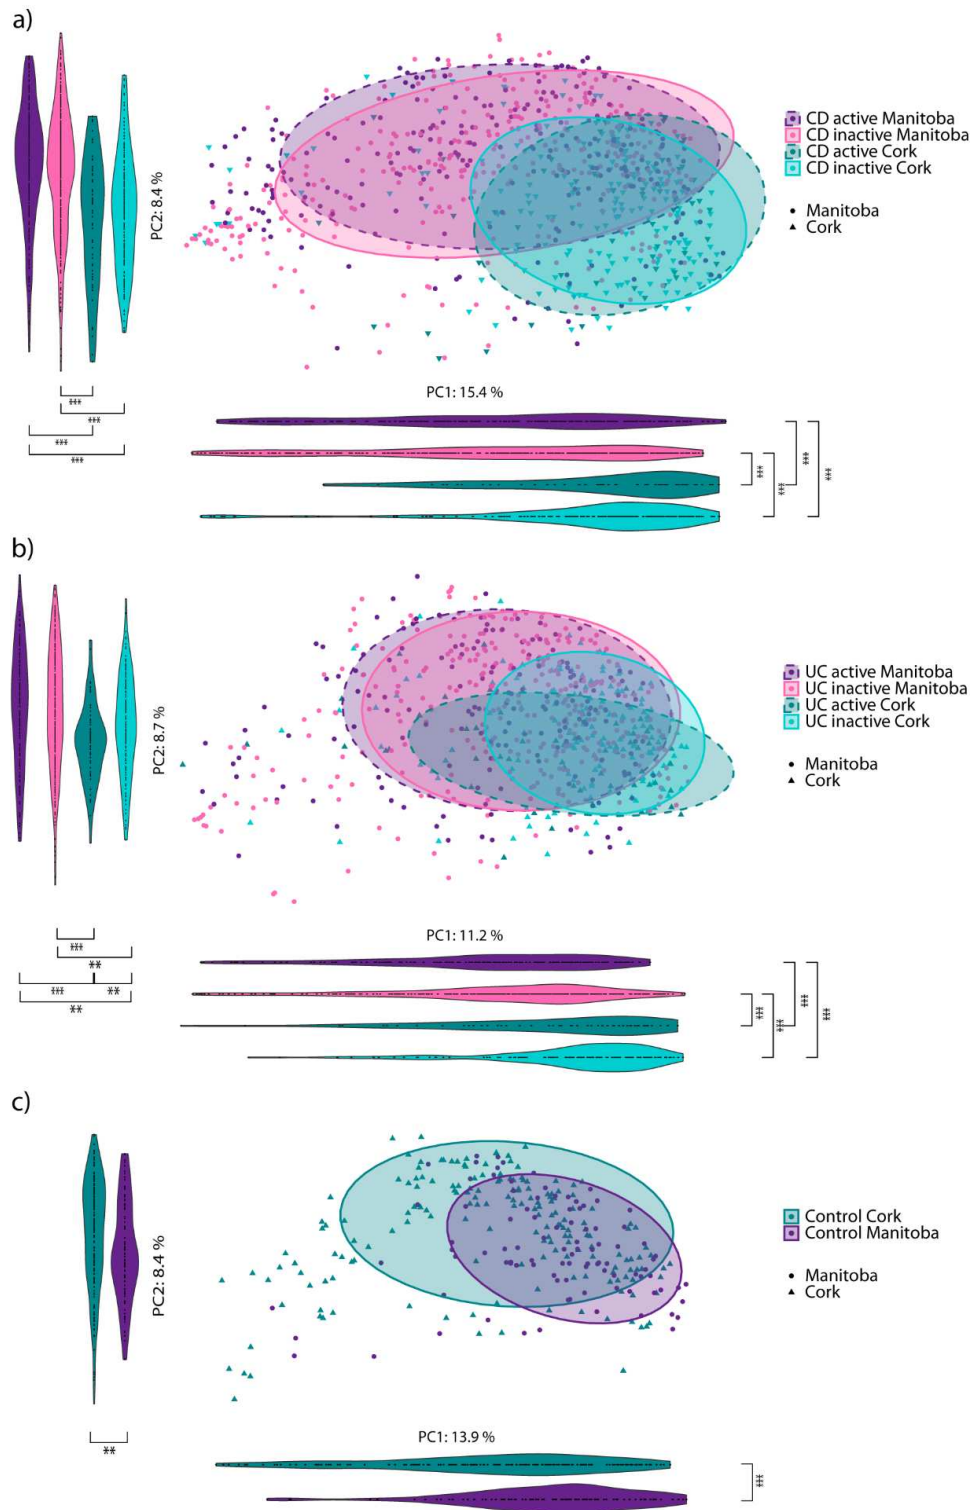 a)
PC2: 8.4 %
CD active Manitoba
CD inactive Manitoba
CD active Cork
CD inactive Cork
Manitoba
Cork
***
***
***
***
PC1: 15.4 %
***
***
***
***
b)
PC2: 8.7 %
UC active Manitoba
UC inactive Manitoba
UC active Cork
UC inactive Cork
Manitoba
Cork
***
**
*** **
**
PC1: 11.2 %
***
***
***
***
c)
PC2: 8.4 %
Control Cork
Control Manitoba
Manitoba
Cork
**
PC1: 13.9 %
***